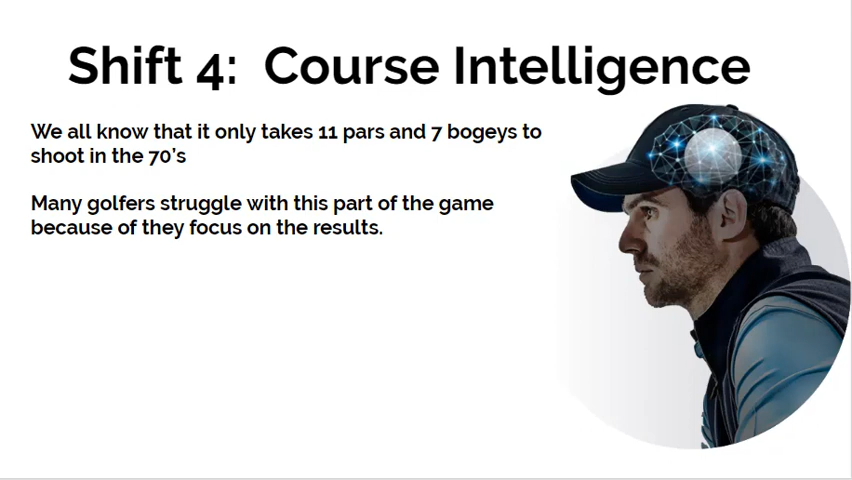 Shift 4:  Course Intelligence
We all know that it only takes 11 pars and 7 bogeys to
shoot in the 70’s
Many golfers struggle with this part of the game
because of they focus on the results.